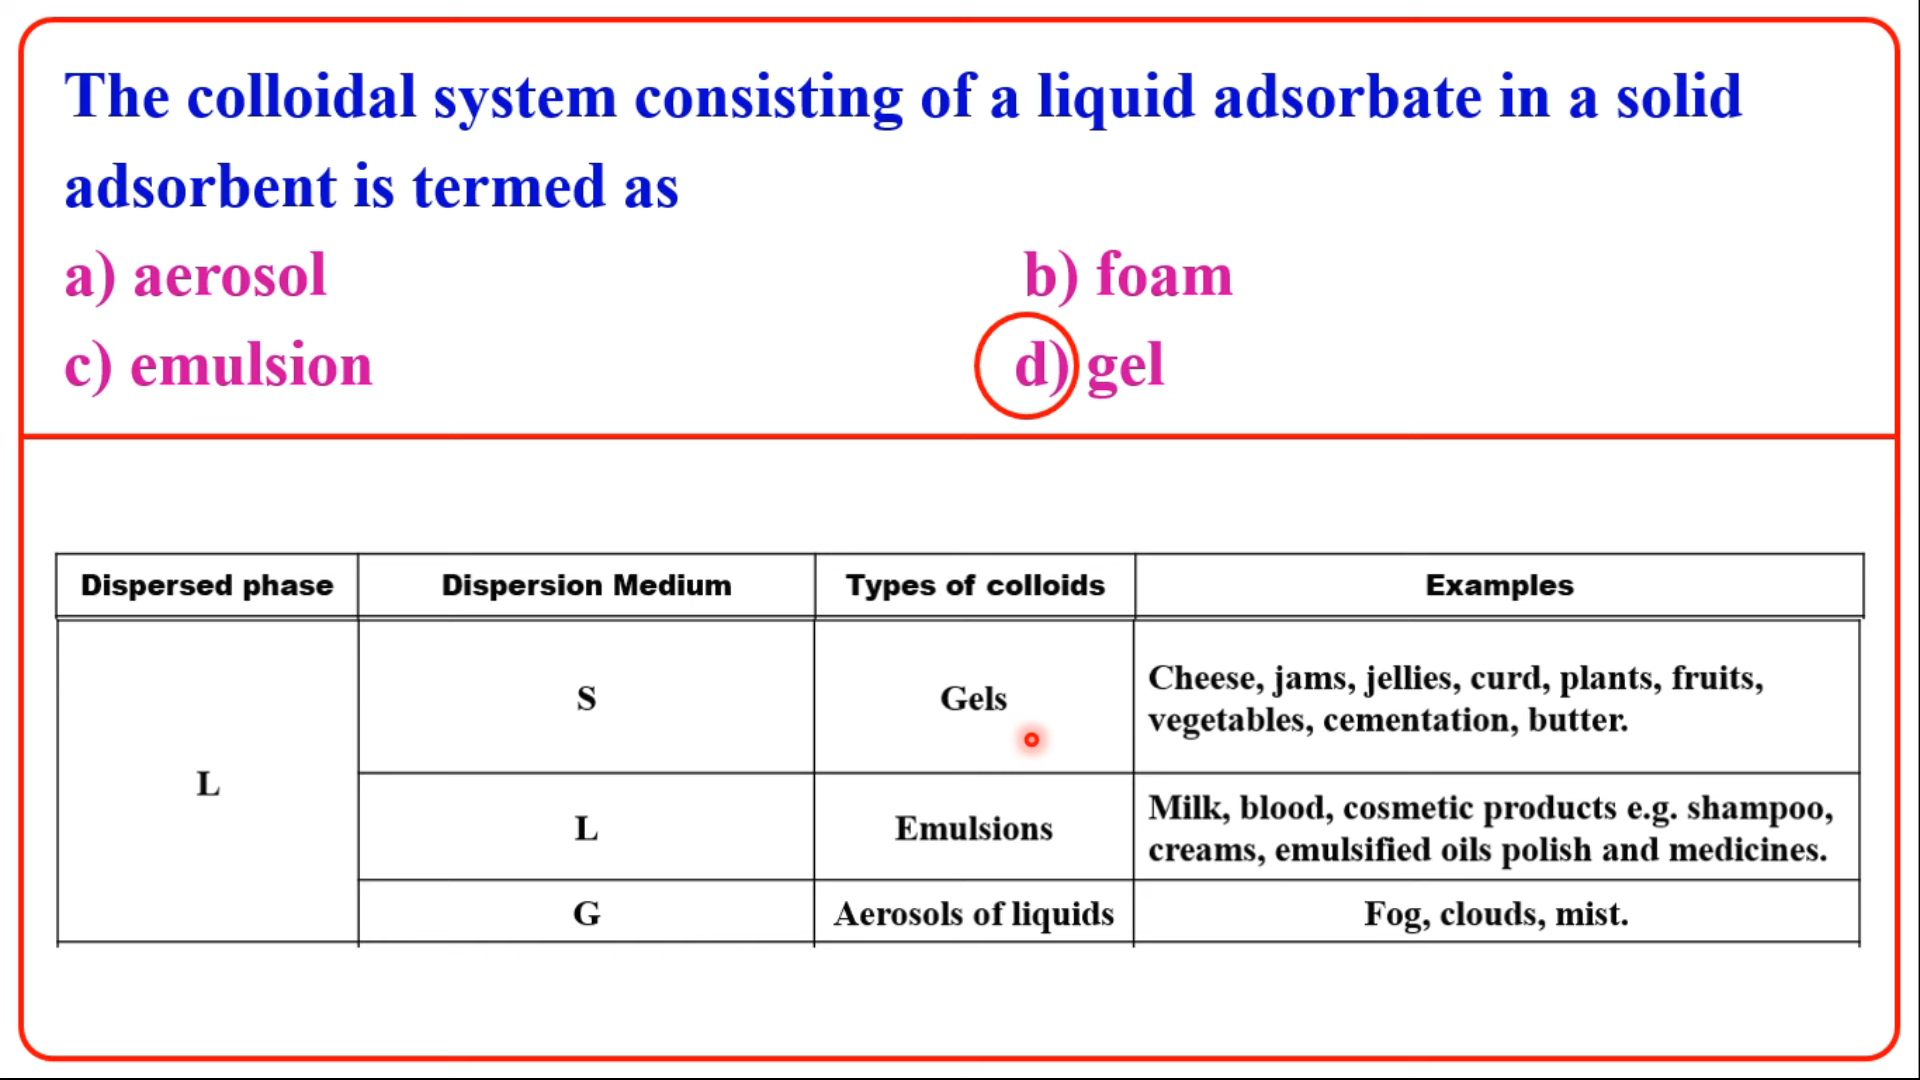 The colloidal system consisting of a liquid adsorbate in a solid
adsorbent is termed as
a) aerosol b) foam
c) emulsion d) gel
Dispersed phase Dispersion Medium Types of colloids Examples
L
S Gels Cheese, jams, jellies, curd, plants, fruits,
vegetables, cementation, butter.
L Emulsions Milk, blood, cosmetic products e.g. shampoo,
creams, emulsified oils polish and medicines.
G Aerosols of liquids Fog, clouds, mist.